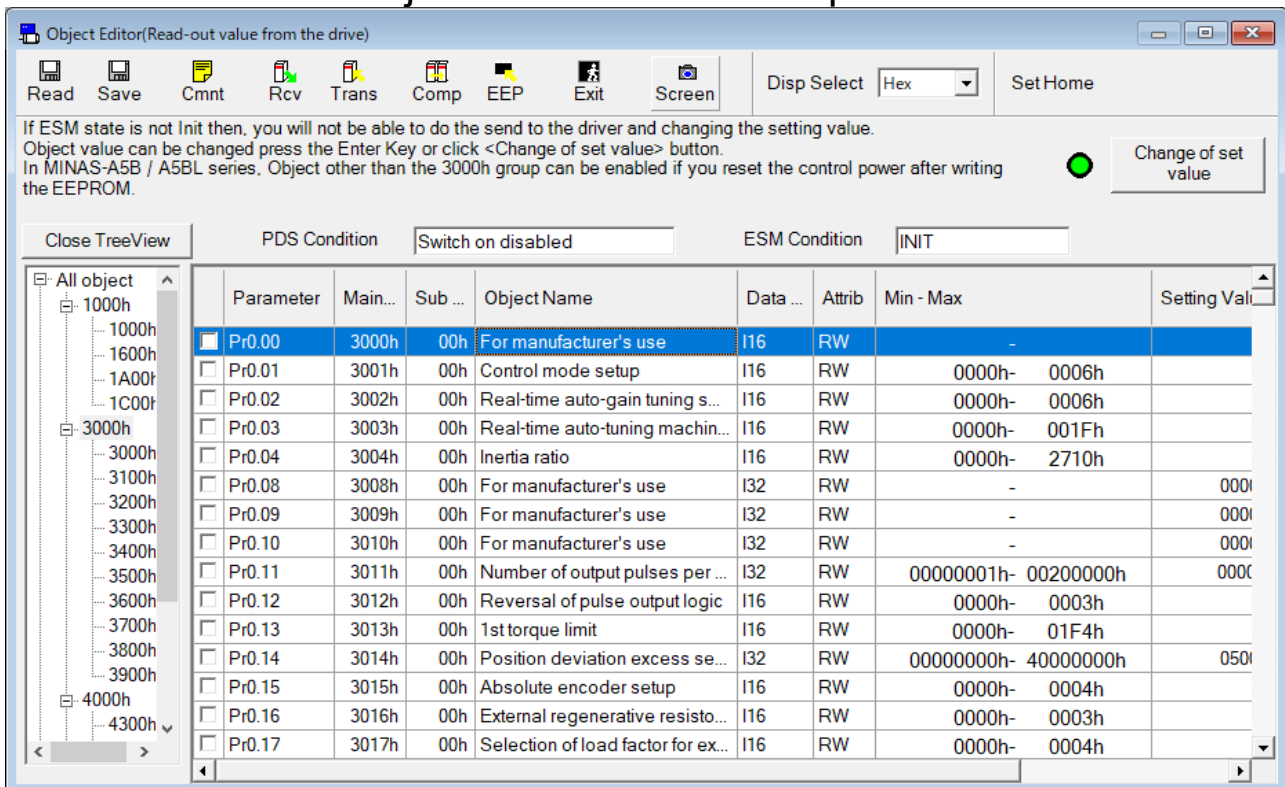 Object Editor(Read-out value from the drive)
Read Save Cmnt Rcv Trans Comp EEP Exit Screen Disp Select Hex Set Home
If ESM state is not Init then, you will not be able to do the send to the driver and changing the setting value.
Object value can be changed press the Enter Key or click <Change of set value> button.
In MINAS-A5B / A5BL series, Object other than the 3000h group can be enabled if you reset the control power after writing
the EEPROM.
Change of set
value
Close TreeView PDS Condition Switch on disabled ESM Condition INIT
All object
1000h
1000h
1600h
1A00h
1C00h
3000h
3000h
3100h
3200h
3300h
3400h
3500h
3600h
3700h
3800h
3900h
4000h
4300h
Parameter Main... Sub ... Object Name Data ... Attrib Min - Max Setting Valu
Pr0.00 3000h 00h For manufacturer's use I16 RW -
Pr0.01 3001h 00h Control mode setup I16 RW 0000h- 0006h
Pr0.02 3002h 00h Real-time auto-gain tuning s... I16 RW 0000h- 0006h
Pr0.03 3003h 00h Real-time auto-tuning machin... I16 RW 0000h- 001Fh
Pr0.04 3004h 00h Inertia ratio I16 RW 0000h- 2710h
Pr0.08 3008h 00h For manufacturer's use I32 RW - 000
Pr0.09 3009h 00h For manufacturer's use I32 RW - 000
Pr0.10 3010h 00h For manufacturer's use I32 RW - 000
Pr0.11 3011h 00h Number of output pulses per ... I32 RW 00000001h- 00200000h 000
Pr0.12 3012h 00h Reversal of pulse output logic I16 RW 0000h- 0003h
Pr0.13 3013h 00h 1st torque limit I16 RW 0000h- 01F4h
Pr0.14 3014h 00h Position deviation excess se... I32 RW 00000000h- 40000000h 050
Pr0.15 3015h 00h Absolute encoder setup I16 RW 0000h- 0004h
Pr0.16 3016h 00h External regenerative resisto... I16 RW 0000h- 0003h
Pr0.17 3017h 00h Selection of load factor for ex... I16 RW 0000h- 0004h